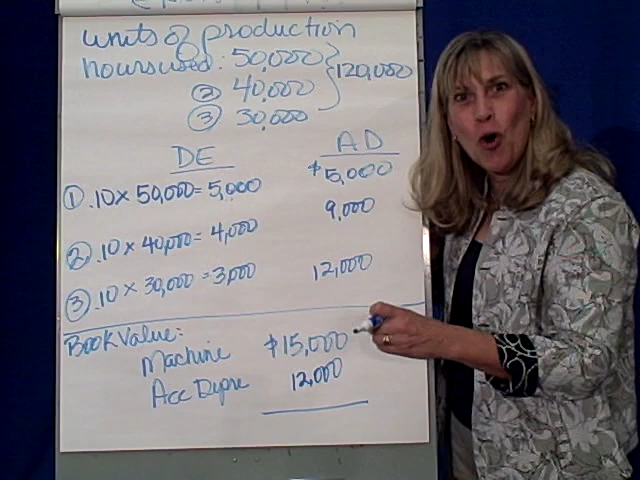 units of production
hours used: 50,000
② 40,000 120,000
③ 30,000
DE AD
① .10 x 50,000 = 5,000 $5,000
② .10 x 40,000 = 4,000 9,000
③ .10 x 30,000 = 3,000 12,000
Book Value:
Machine $15,000
Acc Depre 12,000